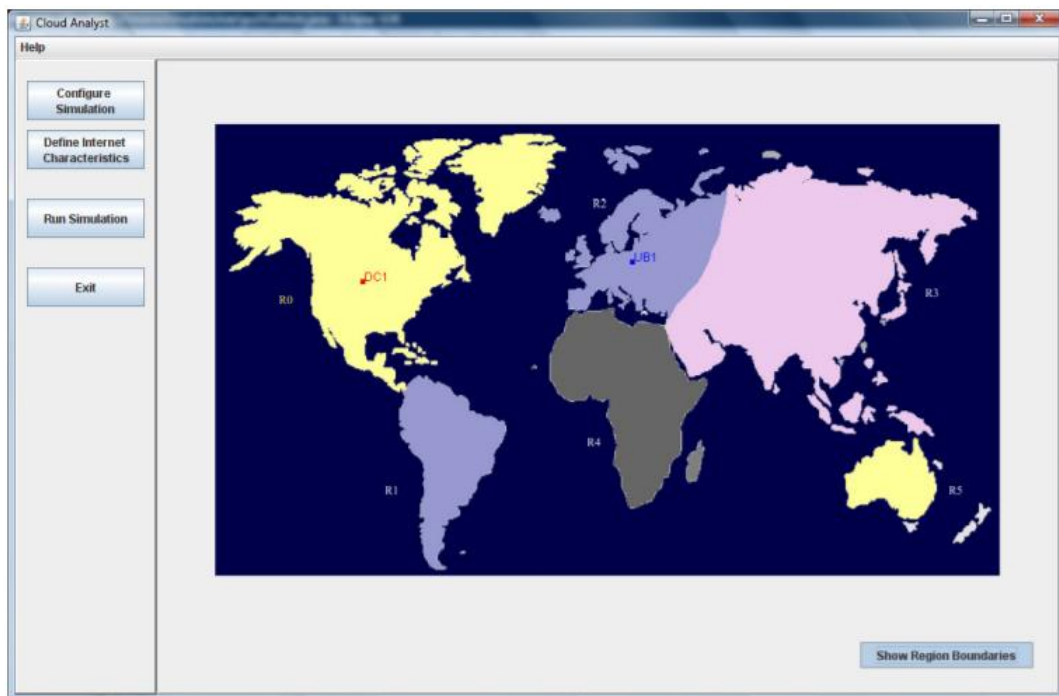 Cloud Analyst
Help
Configure
Simulation
Define Internet
Characteristics
Run Simulation
Exit
R2
UB1
DC1
R0
R3
R4
R1
R5
Show Region Boundaries